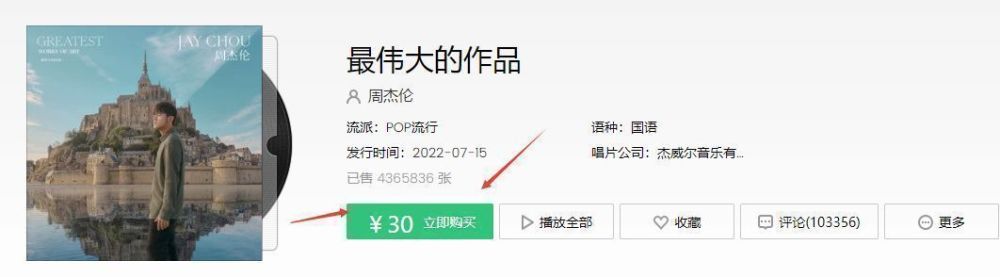 GREATEST
WORKS OF ART
JAY CHOU
周杰伦
最伟大的作品
周杰伦
流派：POP流行
语种：国语
发行时间：2022-07-15
唱片公司：杰威尔音乐有...
已售 4365836 张
¥ 30 立即购买
播放全部
收藏
评论(103356)
更多